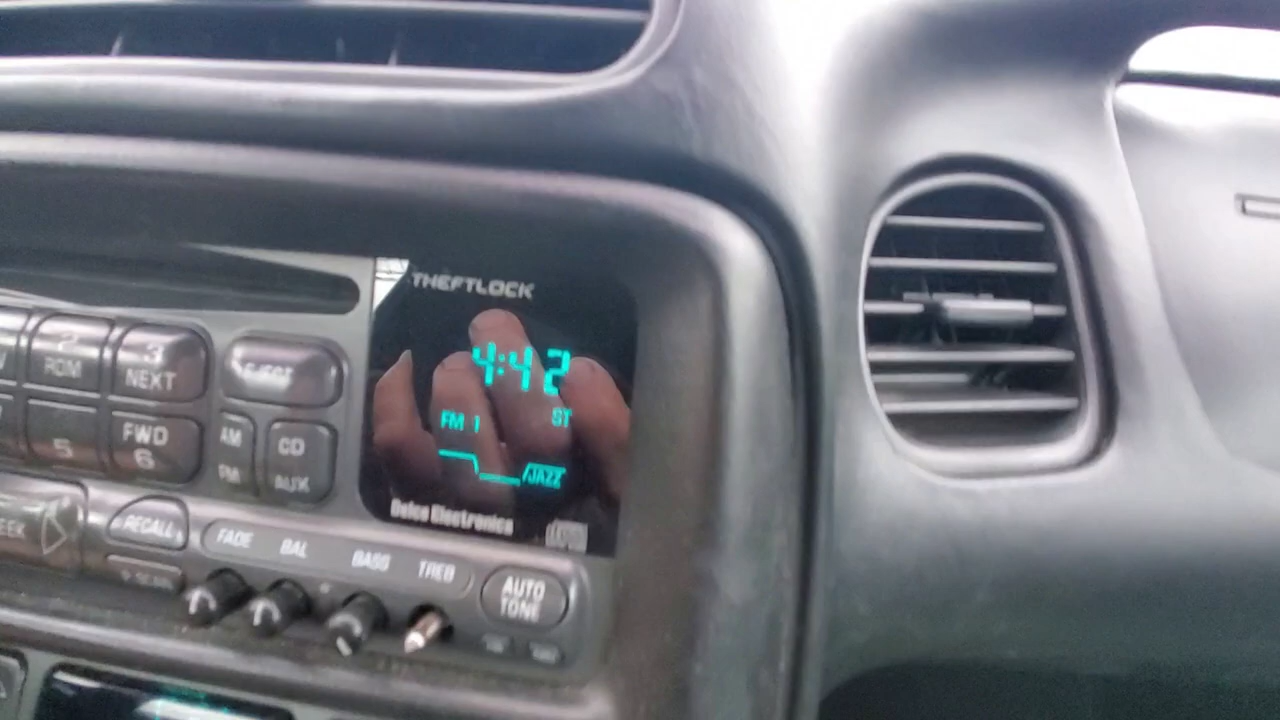 THEFTLOCK
4:42
FM 1 ST
JAZZ
Delco Electronics
2 RDM
3 NEXT
EJECT
5
FWD 6
AM FM
CD AUX
RECALL
FADE BAL BASS TREB
AUTO TONE